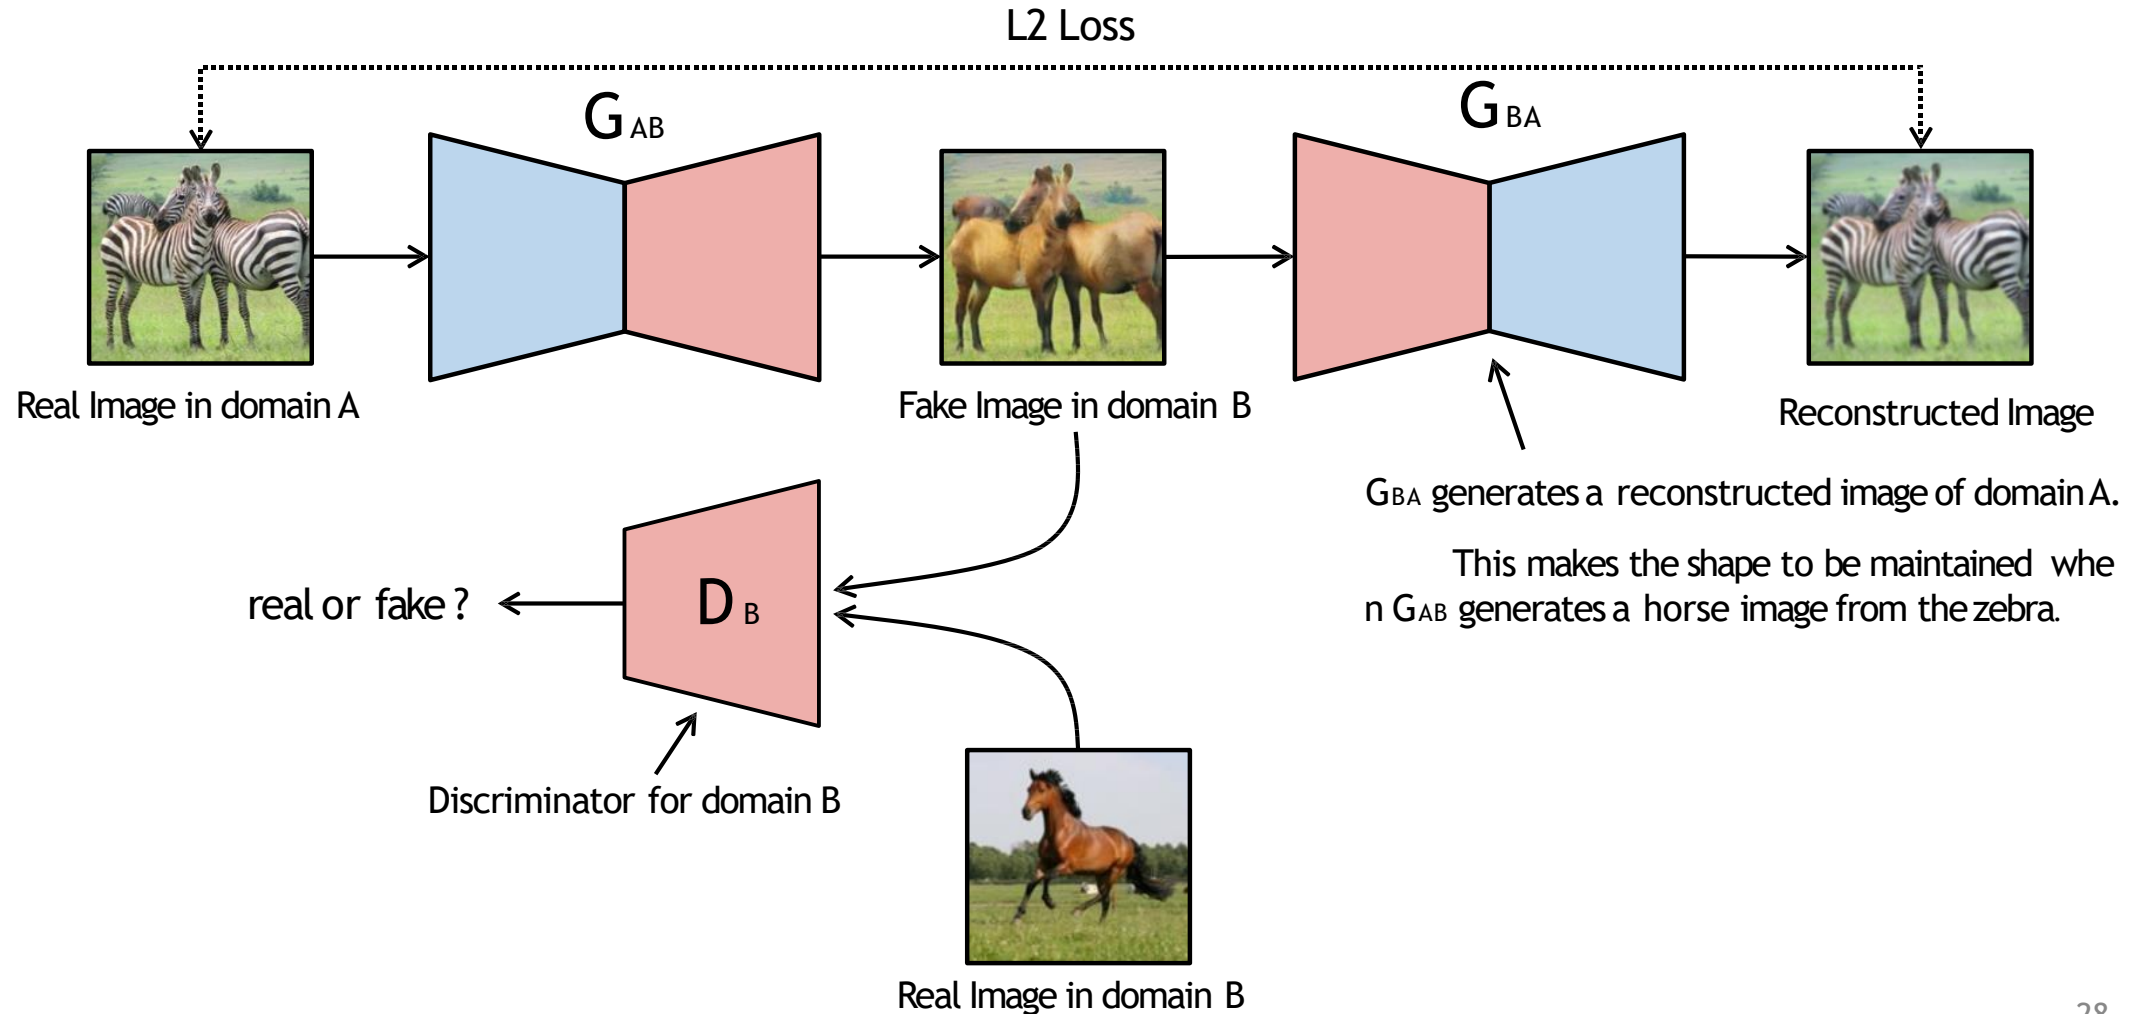 L2 Loss
G AB
G BA
Real Image in domain A
Fake Image in domain B
Reconstructed Image
GBA generates a reconstructed image of domain A.
This makes the shape to be maintained whe
n GAB generates a horse image from the zebra.
real or fake ?
D B
Discriminator for domain B
Real Image in domain B
28